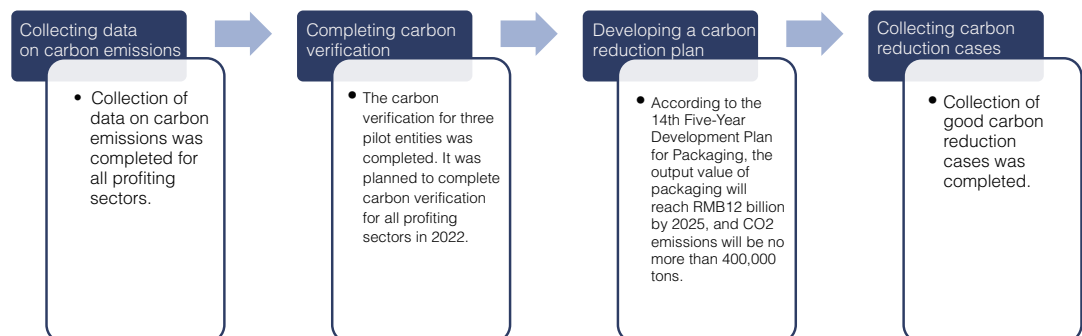 Collecting data
on carbon emissions
• Collection of
data on carbon
emissions was
completed for
all profiting
sectors.
Completing carbon
verification
• The carbon
verification for three
pilot entities was
completed. It was
planned to complete
carbon verification
for all profiting
sectors in 2022.
Developing a carbon
reduction plan
• According to the
14th Five-Year
Development Plan
for Packaging, the
output value of
packaging will
reach RMB12 billion
by 2025, and CO2
emissions will be no
more than 400,000
tons.
Collecting carbon
reduction cases
• Collection of
good carbon
reduction
cases was
completed.